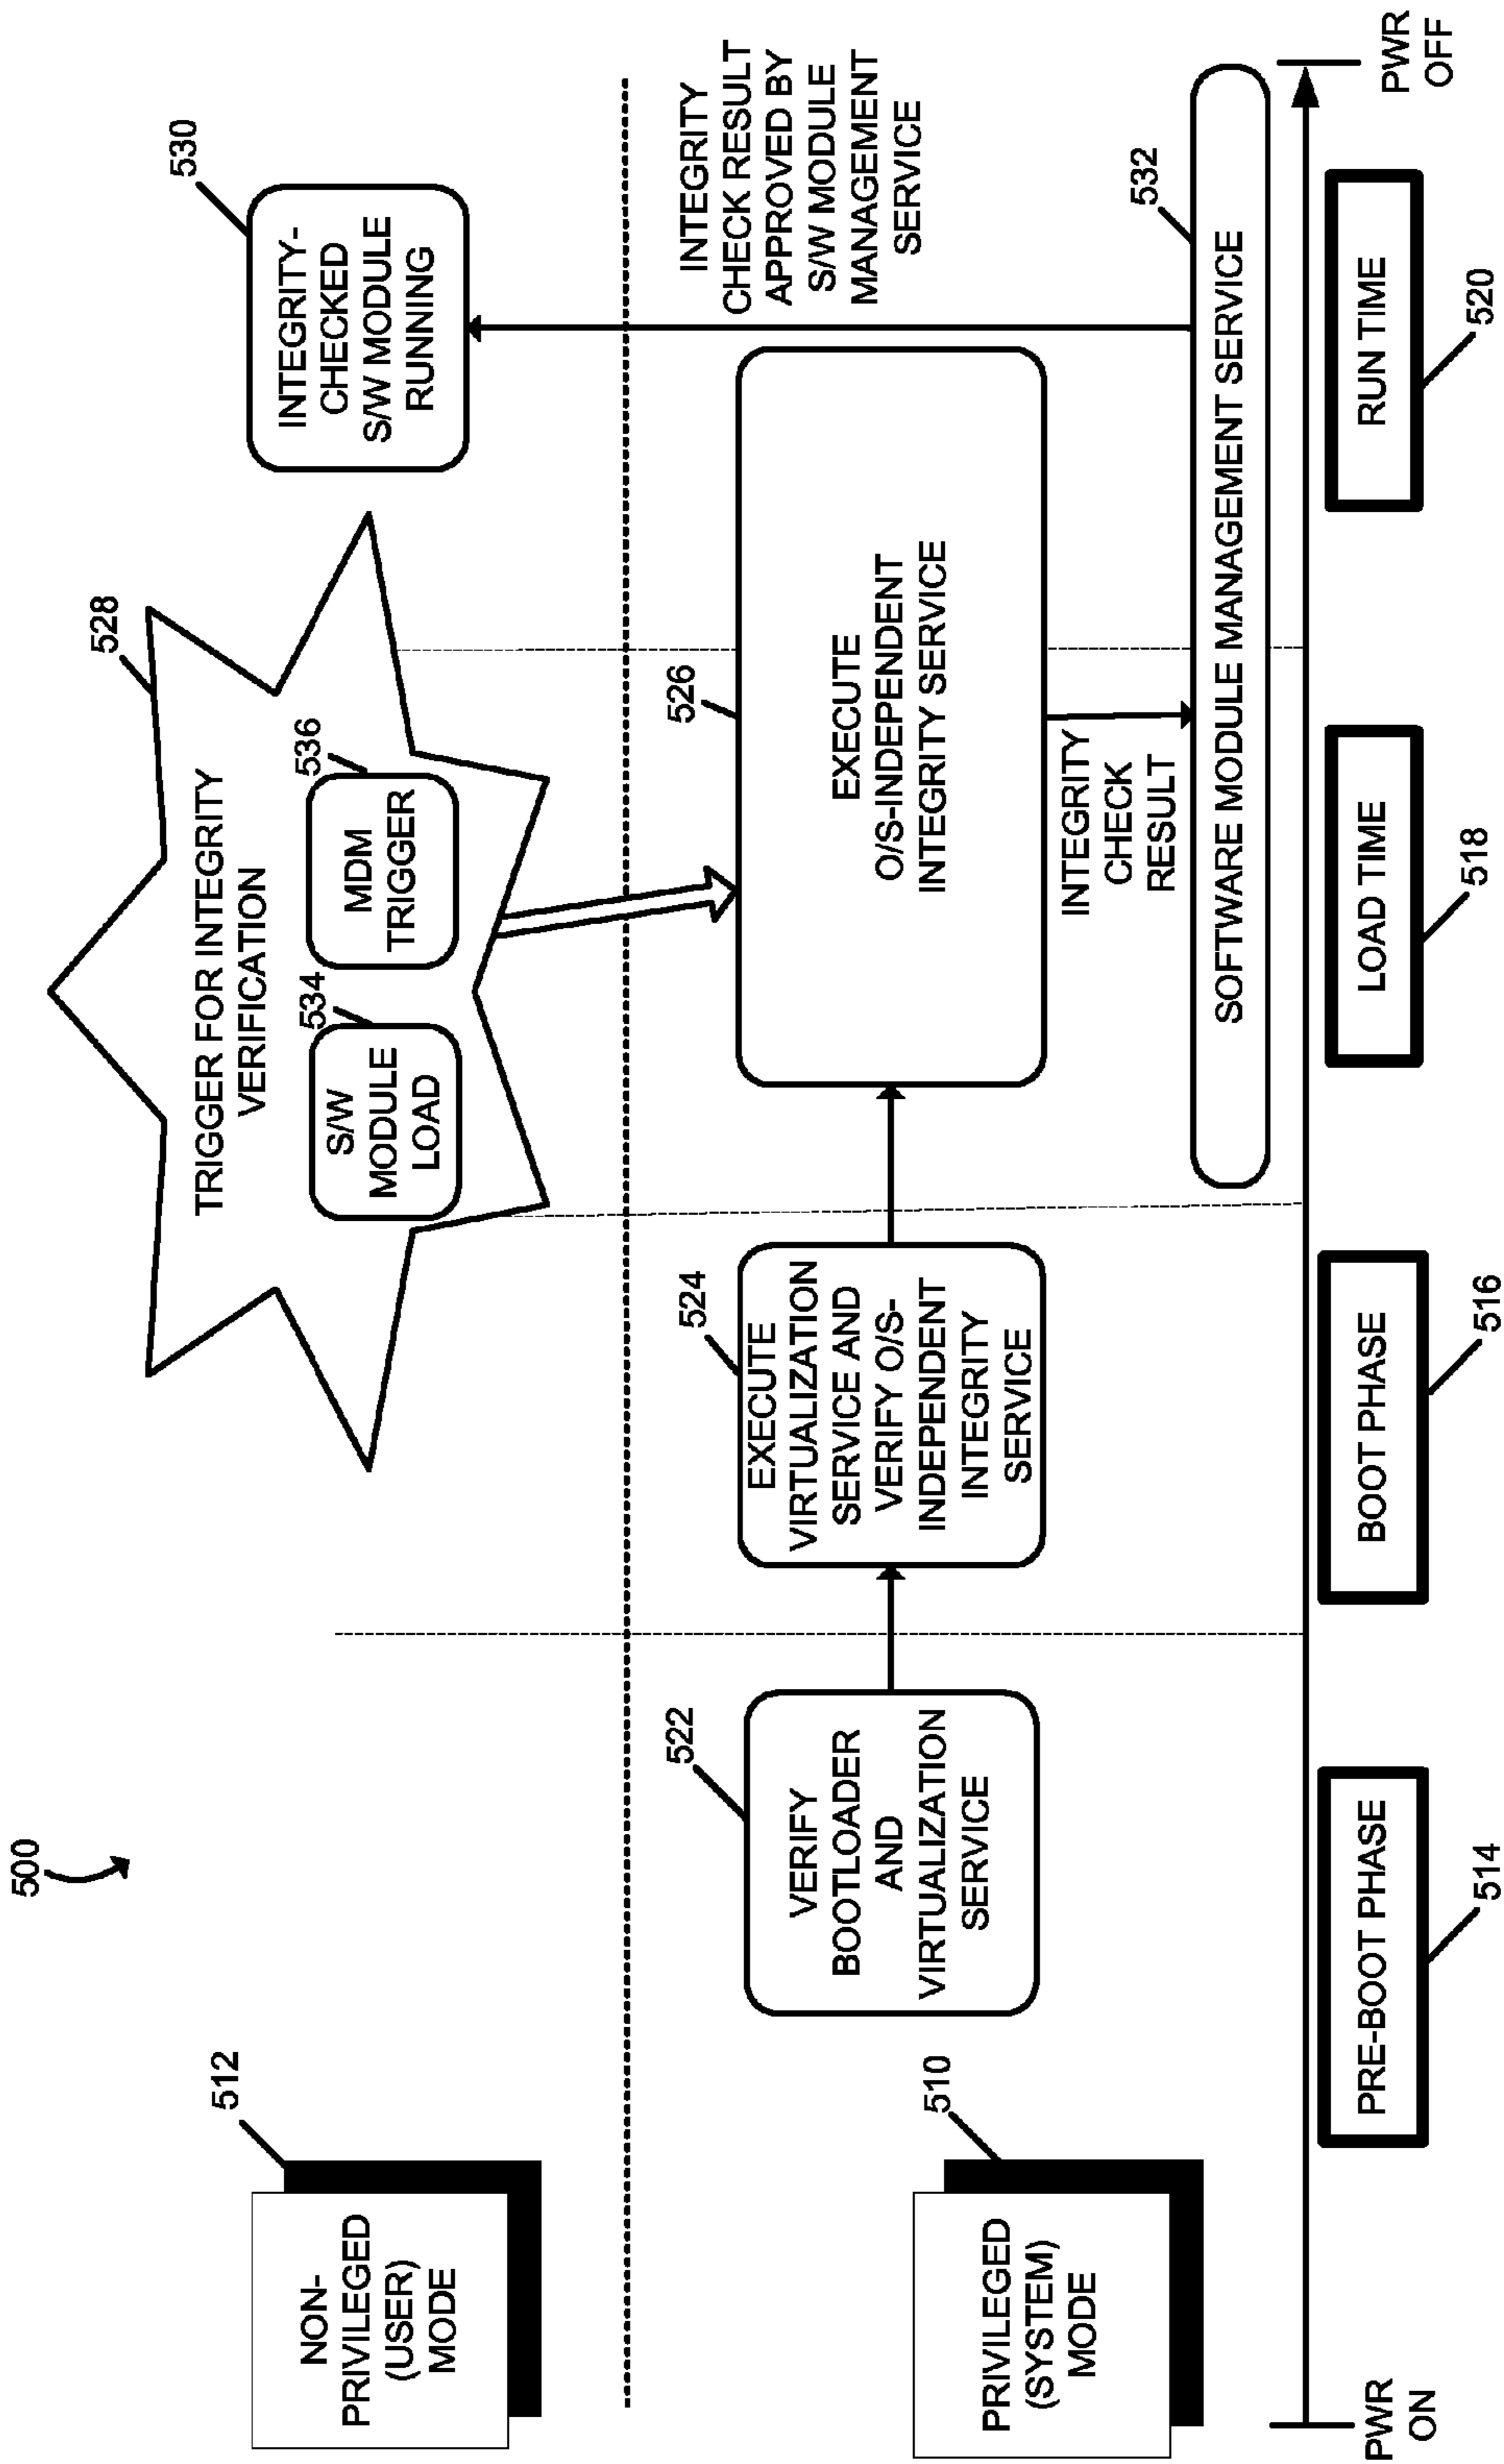 500
512
NON-
PRIVILEGED
(USER)
MODE
528
TRIGGER FOR INTEGRITY
VERIFICATION
534
S/W
MODULE
LOAD
536
MDM
TRIGGER
530
INTEGRITY-
CHECKED
S/W MODULE
RUNNING
510
PRIVILEGED
(SYSTEM)
MODE
522
VERIFY
BOOTLOADER
AND
VIRTUALIZATION
SERVICE
524
EXECUTE
VIRTUALIZATION
SERVICE AND
VERIFY O/S-
INDEPENDENT
INTEGRITY
SERVICE
526
EXECUTE
O/S-INDEPENDENT
INTEGRITY SERVICE
INTEGRITY
CHECK
RESULT
INTEGRITY
CHECK RESULT
APPROVED BY
S/W MODULE
MANAGEMENT
SERVICE
532
SOFTWARE MODULE MANAGEMENT SERVICE
PWR
ON
PRE-BOOT PHASE
514
BOOT PHASE
516
LOAD TIME
518
RUN TIME
520
PWR
OFF